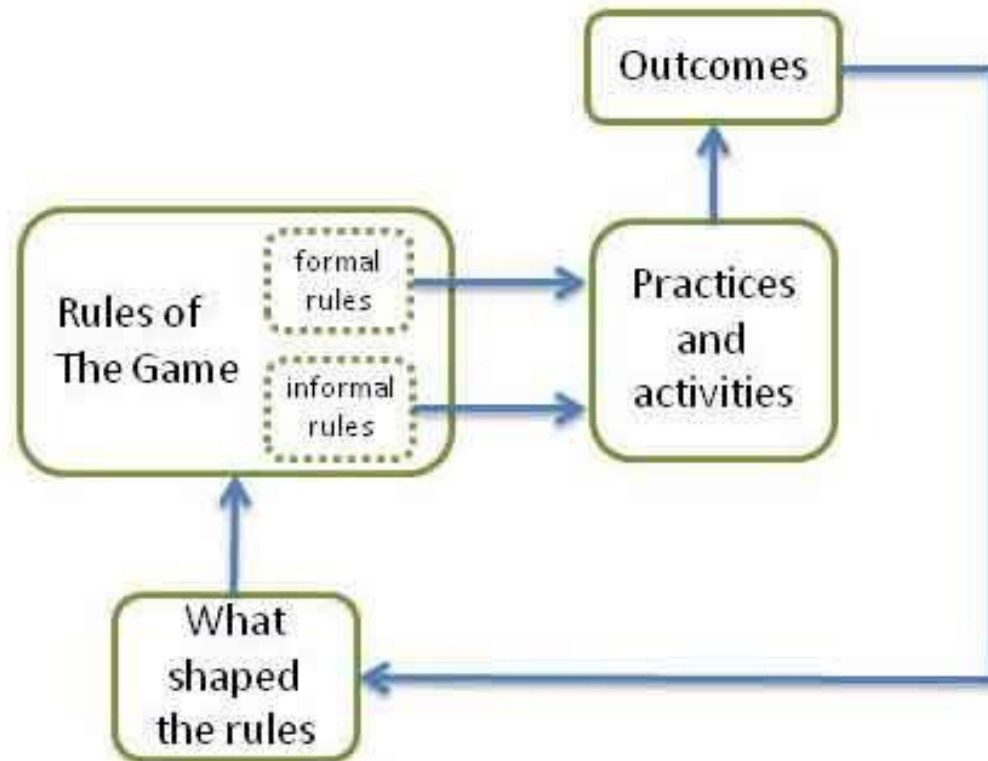 Outcomes
Rules of
The Game
formal
rules
informal
rules
Practices
and
activities
What
shaped
the rules